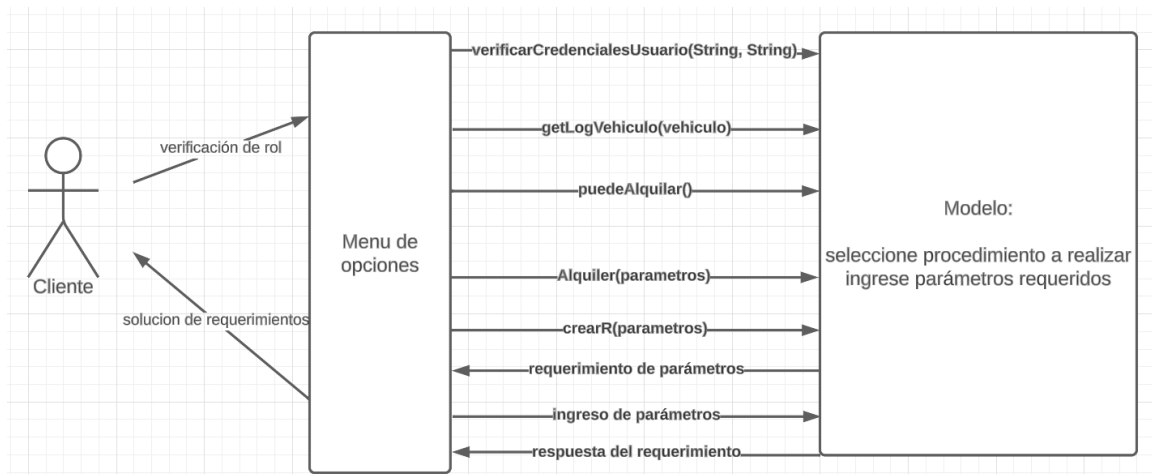 verificarCredencialesUsuario(String, String)
getLogVehiculo(vehiculo)
verificación de rol
puedeAlquilar()
Modelo:
Menu de
opciones
seleccione procedimiento a realizar
ingrese parámetros requeridos
Alquiler(parametros)
Cliente
solucion de requerimientos
crearR(parametros)
requerimiento de parámetros
ingreso de parámetros
respuesta del requerimiento